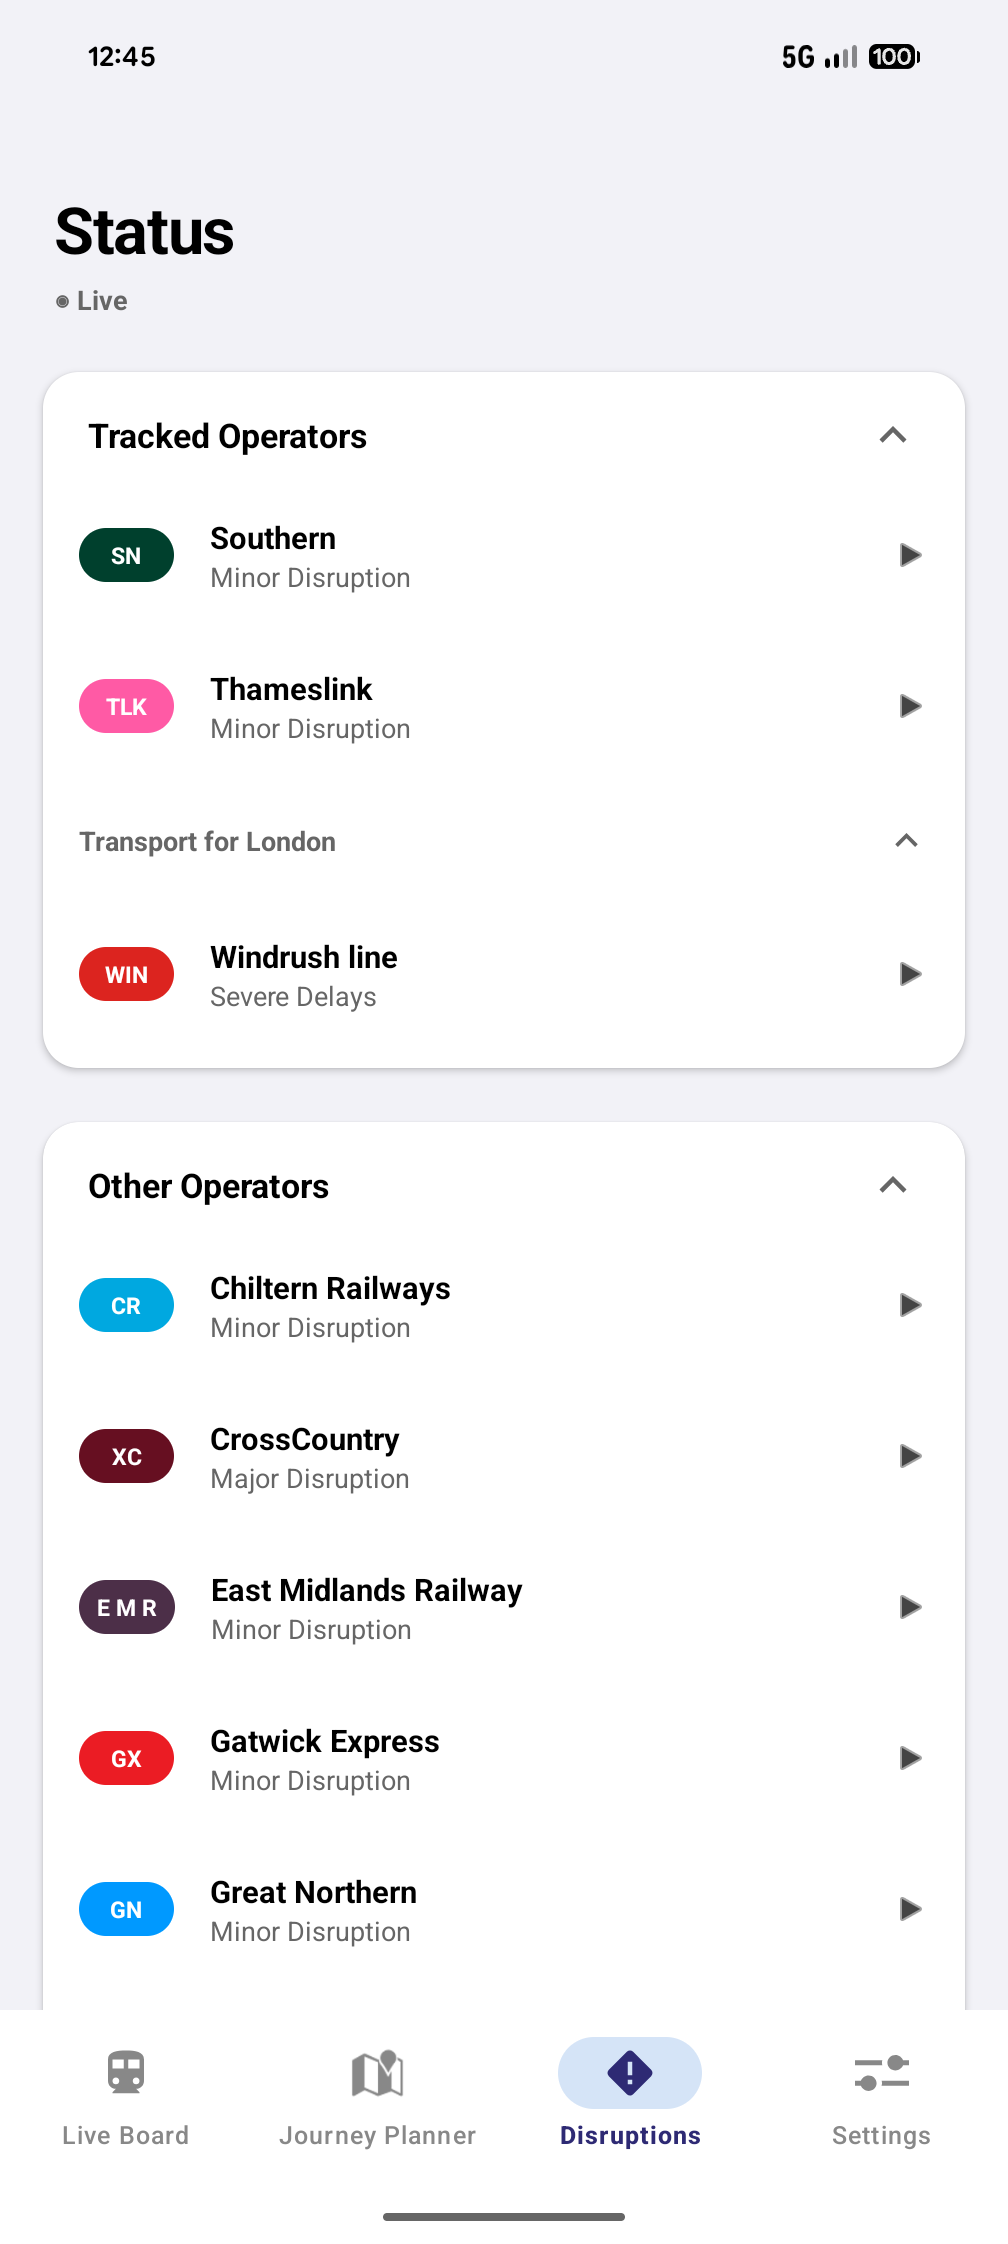 12:45
5G 100
Status
Live
Tracked Operators
SN
Southern
Minor Disruption
TLK
Thameslink
Minor Disruption
Transport for London
WIN
Windrush line
Severe Delays
Other Operators
CR
Chiltern Railways
Minor Disruption
XC
CrossCountry
Major Disruption
EMR
East Midlands Railway
Minor Disruption
GX
Gatwick Express
Minor Disruption
GN
Great Northern
Minor Disruption
Live Board
Journey Planner
Disruptions
Settings